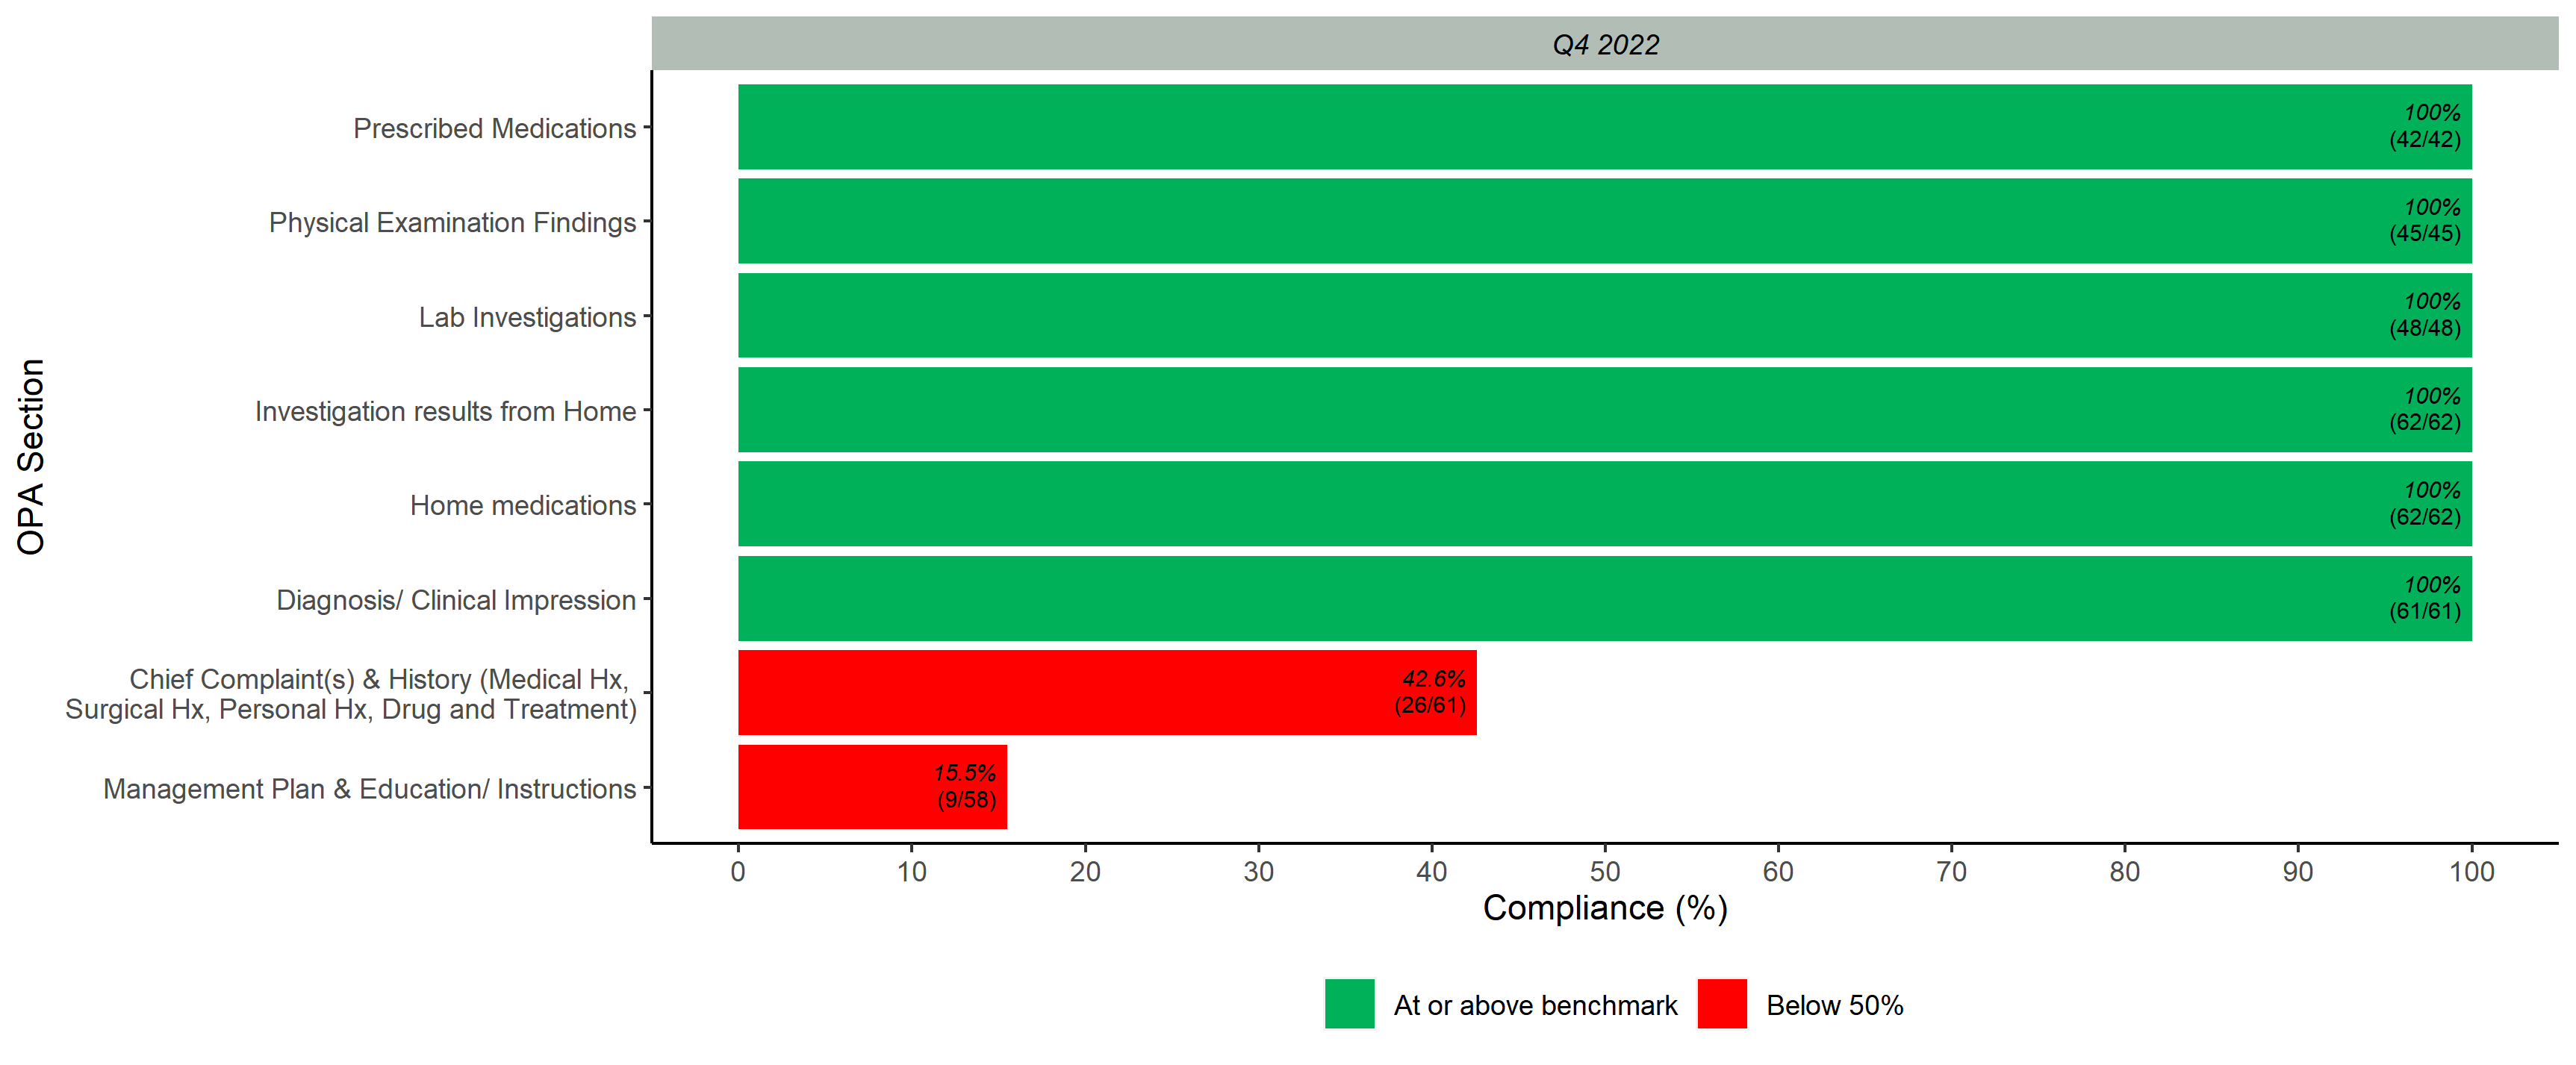 Q4 2022
OPA Section
Prescribed Medications
100%
(42/42)
Physical Examination Findings
100%
(45/45)
Lab Investigations
100%
(48/48)
Investigation results from Home
100%
(62/62)
Home medications
100%
(62/62)
Diagnosis/ Clinical Impression
100%
(61/61)
Chief Complaint(s) & History (Medical Hx,
Surgical Hx, Personal Hx, Drug and Treatment)
42.6%
(26/61)
Management Plan & Education/ Instructions
15.5%
(9/58)
0 10 20 30 40 50 60 70 80 90 100
Compliance (%)
At or above benchmark Below 50%